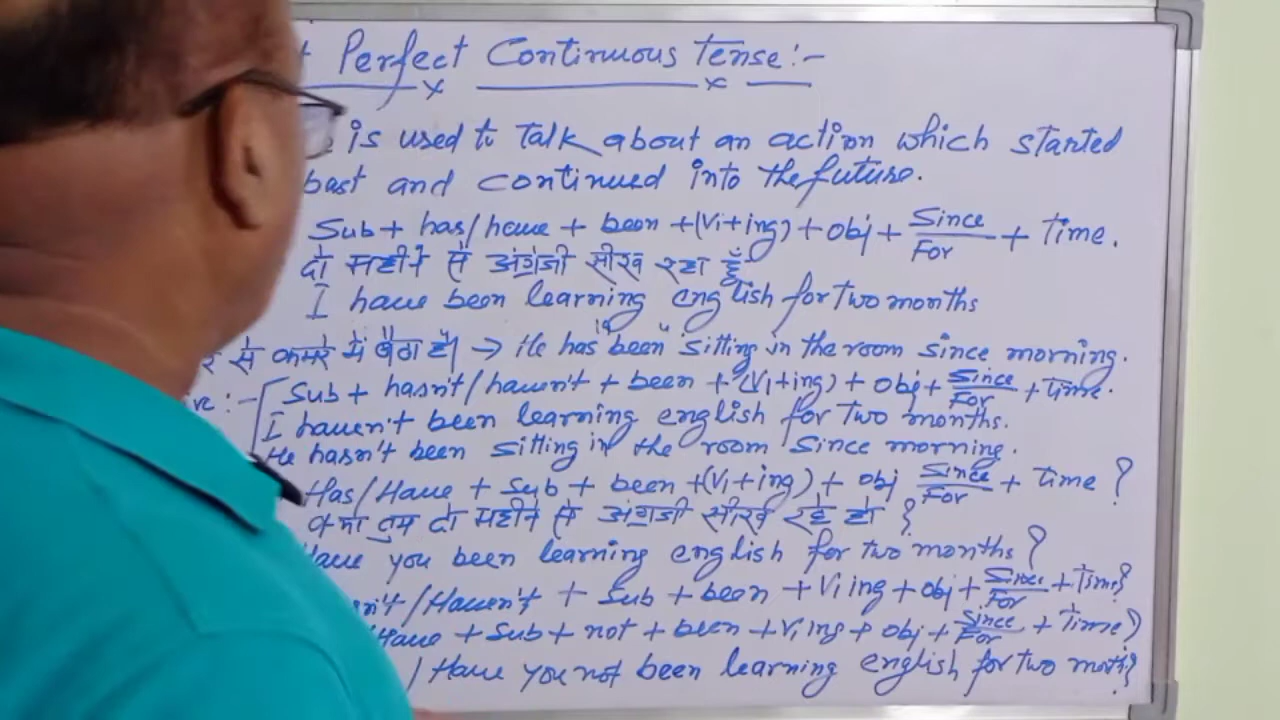 Perfect Continuous Tense :-
is used to talk about an action which started
past and continued into the future.
Sub + has/have + been + (V1+ing) + obj + Since/For + Time.
दो महीने से अंग्रेजी सीख रहा हूँ
I have been learning english for two months
से कमरे में बैठा है। → He has been sitting in the room since morning.
:- Sub + hasn't/haven't + been + (V1+ing) + obj + Since/For + time.
I haven't been learning english for two months.
He hasn't been sitting in the room since morning.
Has/Have + Sub + been + (V1+ing) + obj Since/For + time ?
क्या तुम दो महीने से अंग्रेजी सीख रहे हो ?
Have you been learning english for two months ?
/Haven't + Sub + been + V1 ing + obj + Since/For + Time ?
Have + Sub + not + been + V1 ing + obj + Since/For + Time ?
Have you not been learning english for two month ?